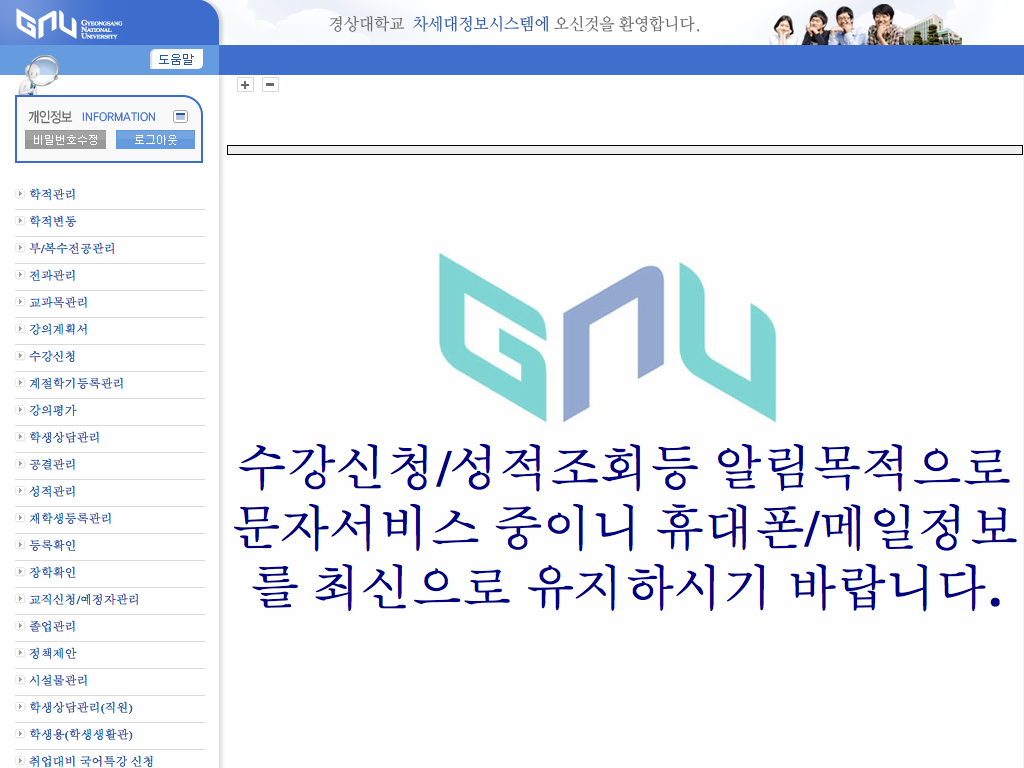 GNU GYEONGSANG
NATIONAL
UNIVERSITY
경상대학교 차세대정보시스템에 오신것을 환영합니다.
도움말
개인정보 INFORMATION
비밀번호수정 로그아웃
학적관리
학적변동
부/복수전공관리
전과관리
교과목관리
강의계획서
수강신청
계절학기등록관리
강의평가
학생상담관리
공결관리
성적관리
재학생등록관리
등록확인
장학확인
교직신청/예정자관리
졸업관리
정책제안
시설물관리
학생상담관리(직원)
학생용(학생생활관)
취업대비 국어특강 신청
GNU
수강신청/성적조회등 알림목적으로
문자서비스 중이니 휴대폰/메일정보
를 최신으로 유지하시기 바랍니다.